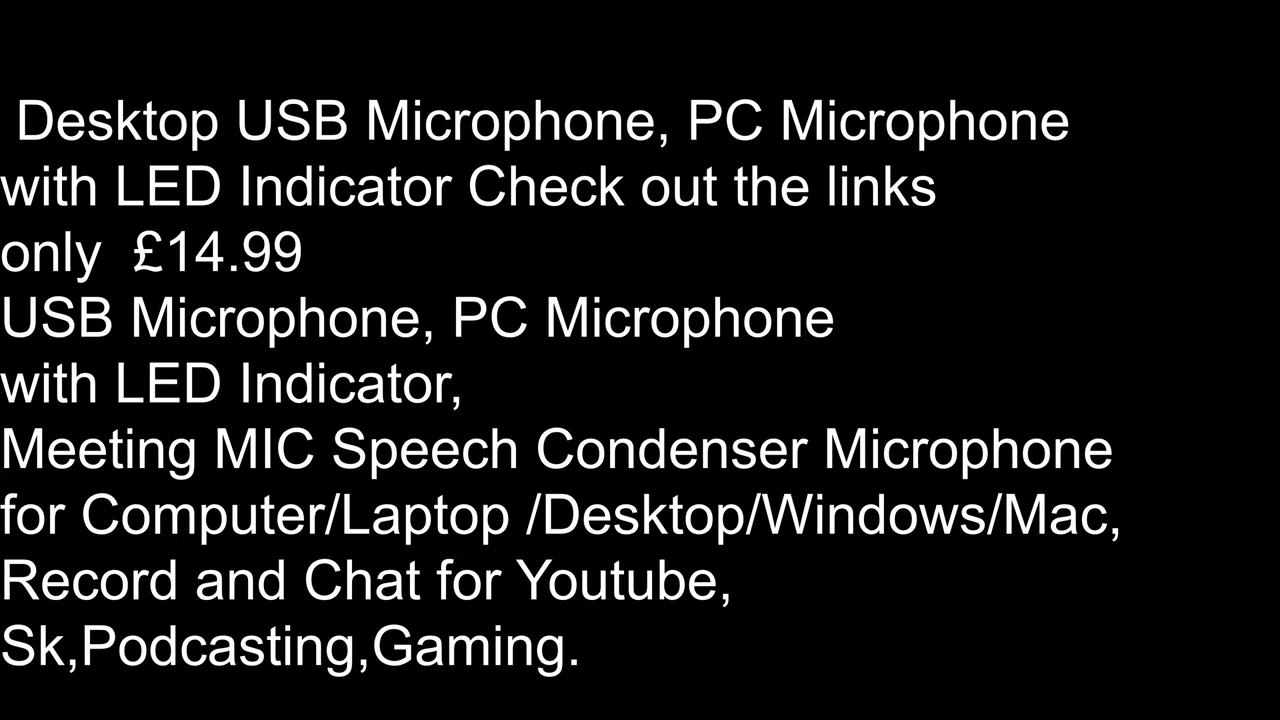 Desktop USB Microphone, PC Microphone
with LED Indicator Check out the links
only  £14.99
USB Microphone, PC Microphone
with LED Indicator,
Meeting MIC Speech Condenser Microphone
for Computer/Laptop /Desktop/Windows/Mac,
Record and Chat for Youtube,
Sk,Podcasting,Gaming.